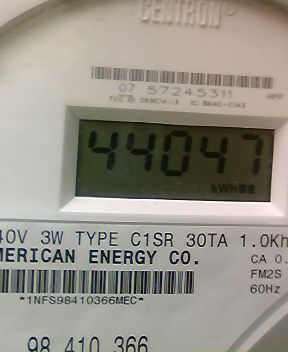 CENTRON®
07 57245311
44047
kWh
40V 3W TYPE C1SR 30TA 1.0Kh
MERICAN ENERGY CO.
CA 0.
FM2S
*1NFS98410366MEC*
60Hz
98 410 366